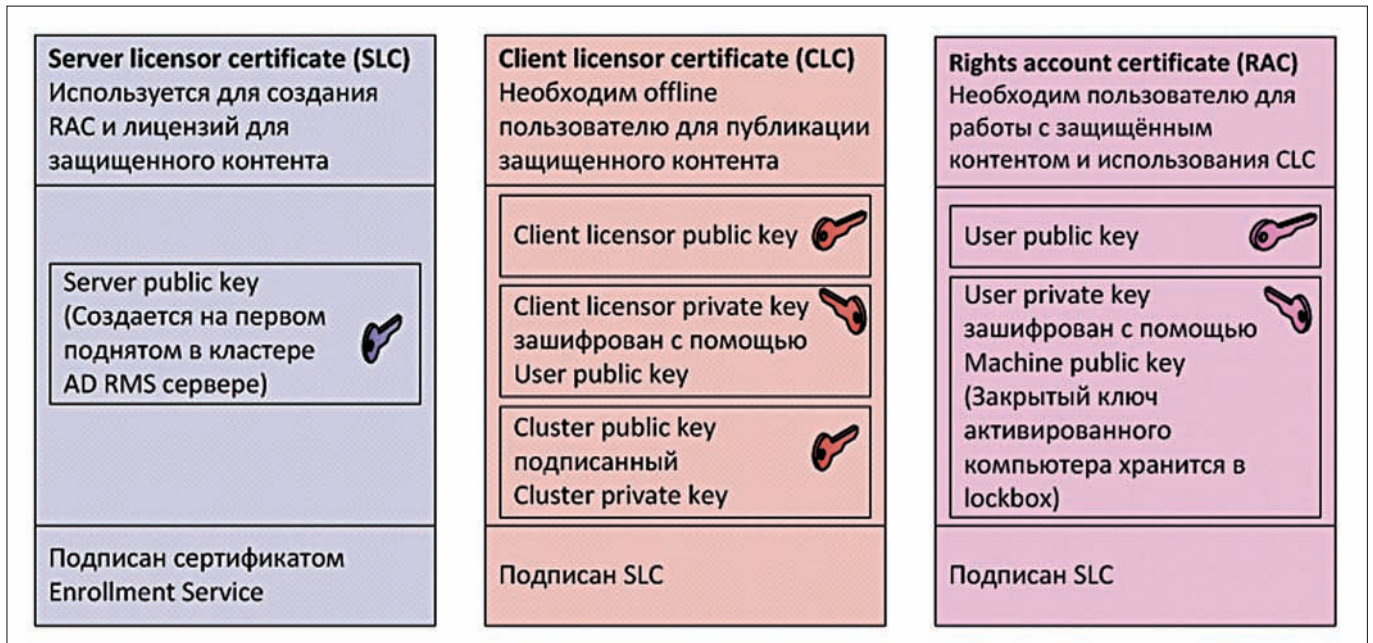 Server licensor certificate (SLC)
Используется для создания
RAC и лицензий для
защищенного контента
Server public key
(Создается на первом
поднятом в кластере
AD RMS сервере)
Подписан сертификатом
Enrollment Service
Client licensor certificate (CLC)
Необходим offline
пользователю для публикации
защищенного контента
Client licensor public key
Client licensor private key
зашифрован с помощью
User public key
Cluster public key
подписанный
Cluster private key
Подписан SLC
Rights account certificate (RAC)
Необходим пользователю для
работы с защищённым
контентом и использования CLC
User public key
User private key
зашифрован с помощью
Machine public key
(Закрытый ключ
активированного
компьютера хранится в
lockbox)
Подписан SLC